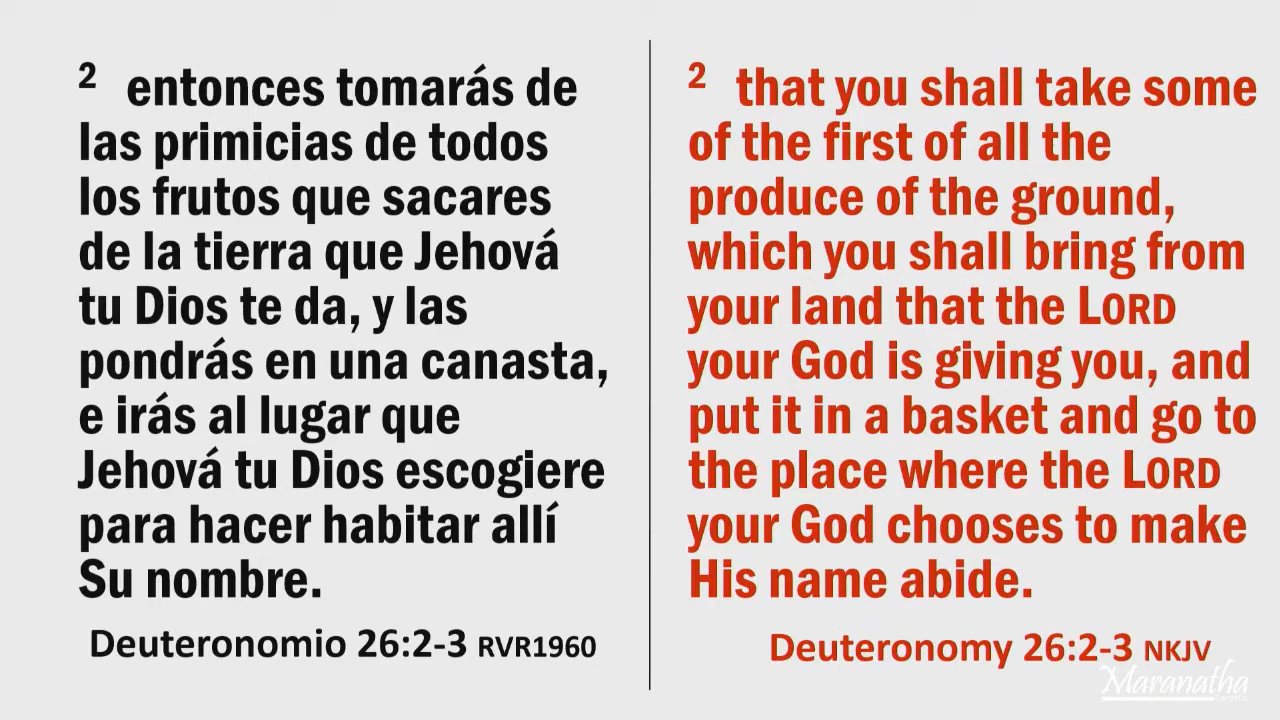 2 entonces tomarás de
las primicias de todos
los frutos que sacares
de la tierra que Jehová
tu Dios te da, y las
pondrás en una canasta,
e irás al lugar que
Jehová tu Dios escogiere
para hacer habitar allí
Su nombre.
Deuteronomio 26:2-3 RVR1960
2 that you shall take some
of the first of all the
produce of the ground,
which you shall bring from
your land that the LORD
your God is giving you, and
put it in a basket and go to
the place where the LORD
your God chooses to make
His name abide.
Deuteronomy 26:2-3 NKJV
Maranatha